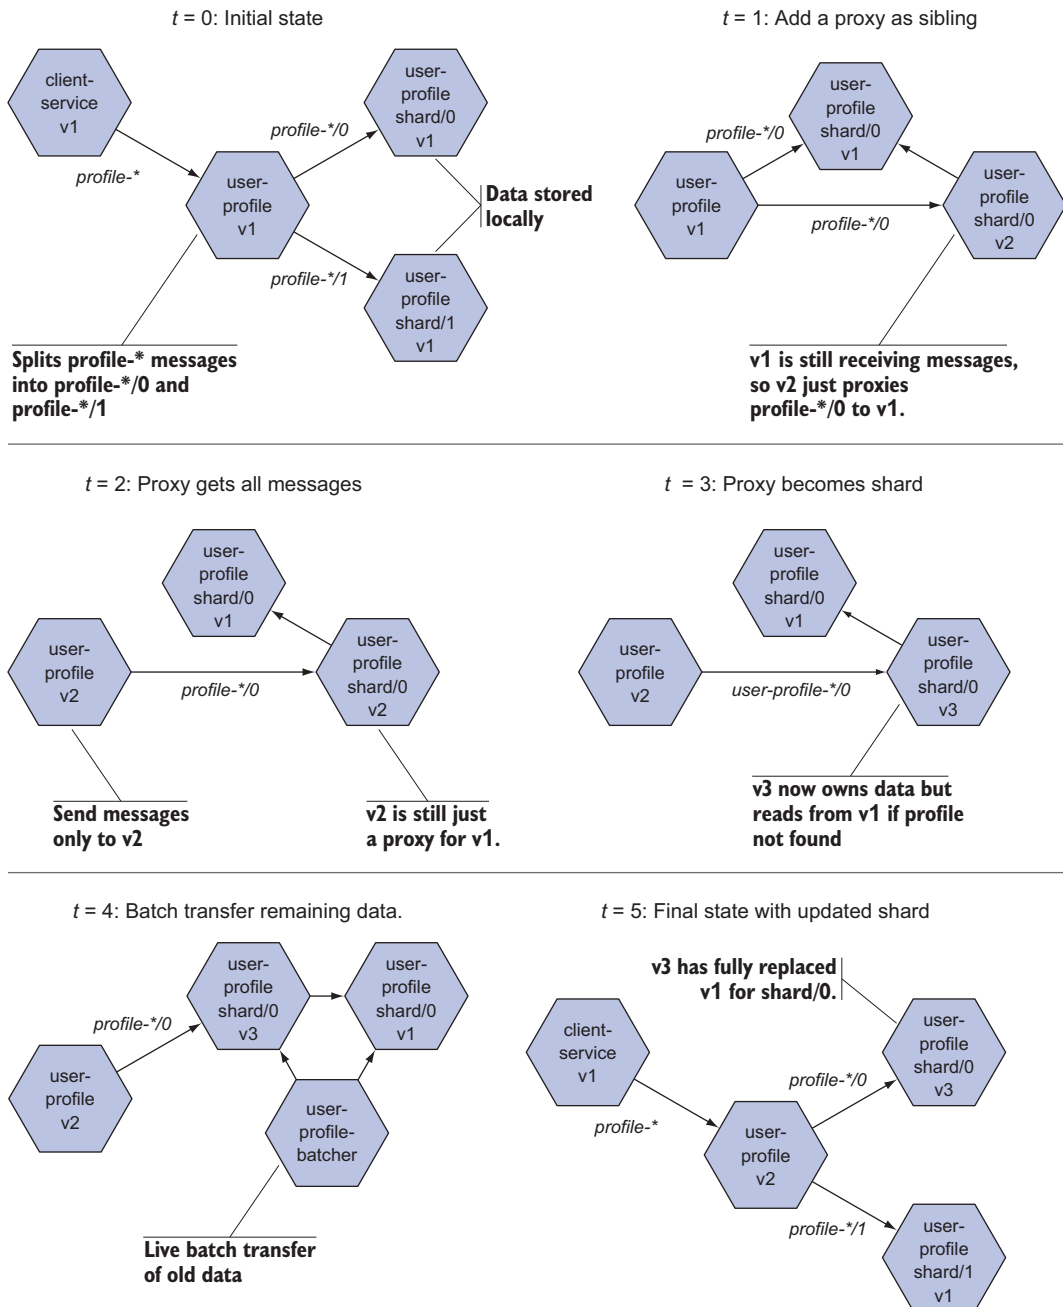 t = 0: Initial state
client-
service
v1
profile-*
user-
profile
v1
profile-*/0
user-
profile
shard/0
v1
Data stored
locally
profile-*/1
user-
profile
shard/1
v1
Splits profile-* messages
into profile-*/0 and
profile-*/1
t = 1: Add a proxy as sibling
user-
profile
shard/0
v1
profile-*/0
user-
profile
v1
profile-*/0
user-
profile
shard/0
v2
v1 is still receiving messages,
so v2 just proxies
profile-*/0 to v1.
t = 2: Proxy gets all messages
user-
profile
shard/0
v1
user-
profile
v2
profile-*/0
user-
profile
shard/0
v2
Send messages
only to v2
v2 is still just
a proxy for v1.
t = 3: Proxy becomes shard
user-
profile
shard/0
v1
user-
profile
v2
user-profile-*/0
user-
profile
shard/0
v3
v3 now owns data but
reads from v1 if profile
not found
t = 4: Batch transfer remaining data.
user-
profile
shard/0
v3
user-
profile
shard/0
v1
profile-*/0
user-
profile
v2
user-
profile-
batcher
Live batch transfer
of old data
t = 5: Final state with updated shard
v3 has fully replaced
v1 for shard/0.
client-
service
v1
user-
profile
shard/0
v3
profile-*/0
profile-*
user-
profile
v2
profile-*/1
user-
profile
shard/1
v1